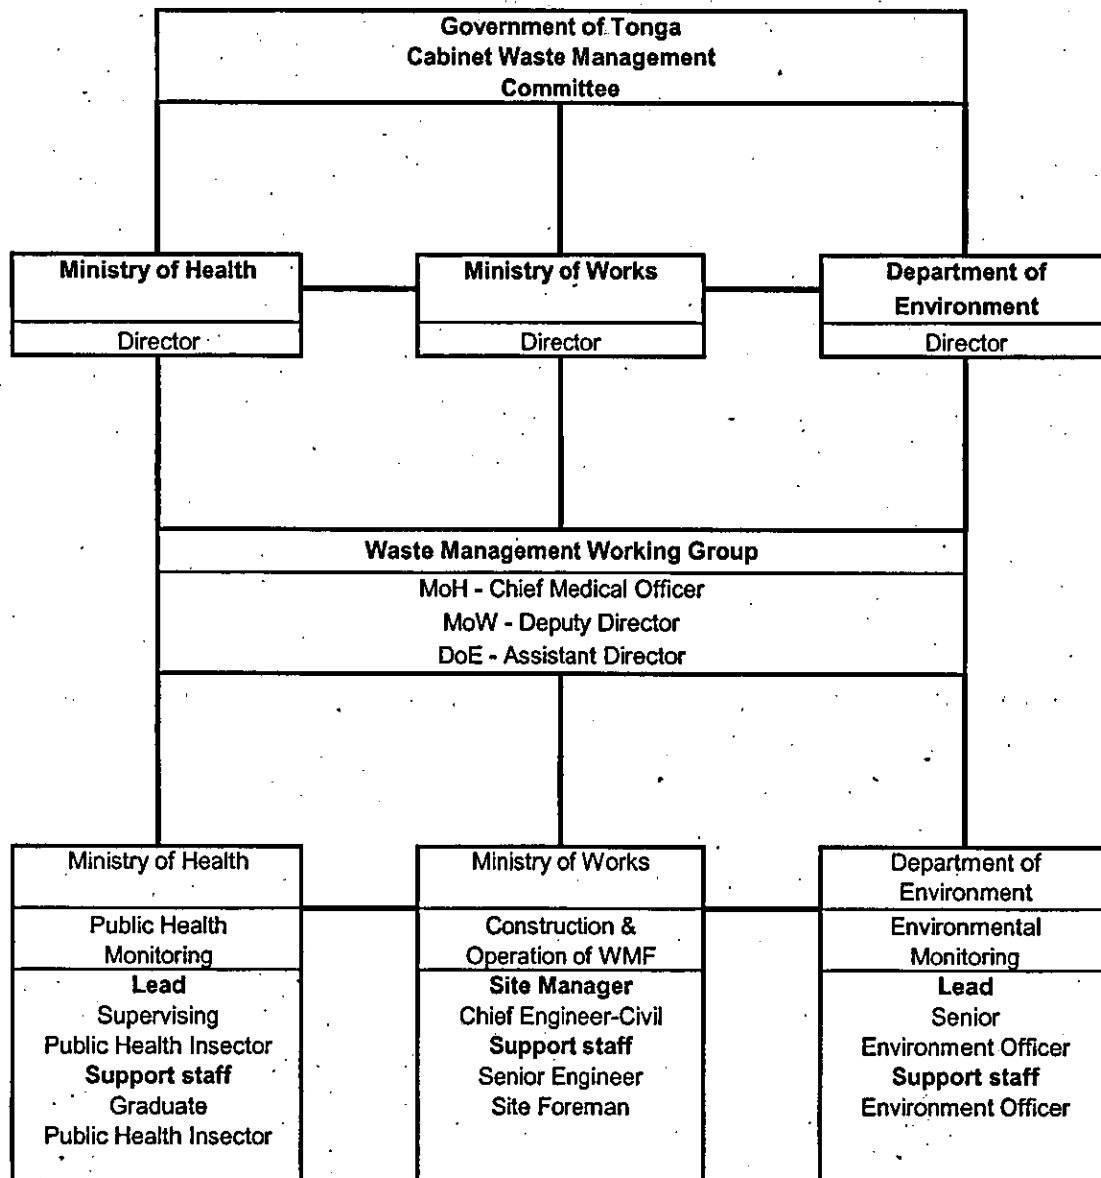 Government of Tonga
Cabinet Waste Management
Committee
Ministry of Health
Director
Ministry of Works
Director
Department of
Environment
Director
Waste Management Working Group
MoH - Chief Medical Officer
MoW - Deputy Director
DoE - Assistant Director
Ministry of Health
Public Health
Monitoring
Lead
Supervising
Public Health Insector
Support staff
Graduate
Public Health Insector
Ministry of Works
Construction &
Operation of WMF
Site Manager
Chief Engineer-Civil
Support staff
Senior Engineer
Site Foreman
Department of
Environment
Environmental
Monitoring
Lead
Senior
Environment Officer
Support staff
Environment Officer